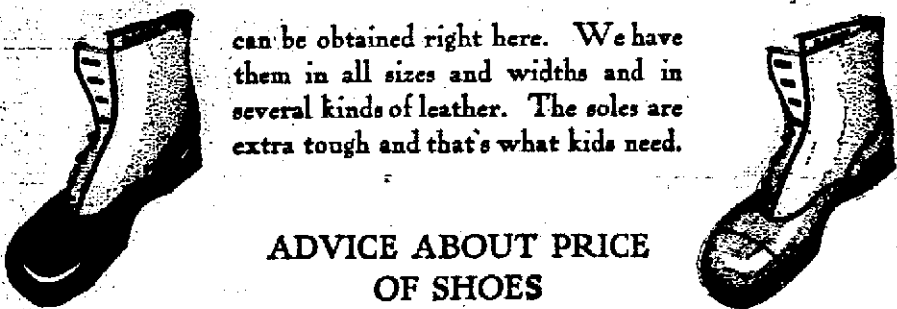 can be obtained right here. We have
them in all sizes and widths and in
several kinds of leather. The soles are
extra tough and that's what kids need.
ADVICE ABOUT PRICE
OF SHOES